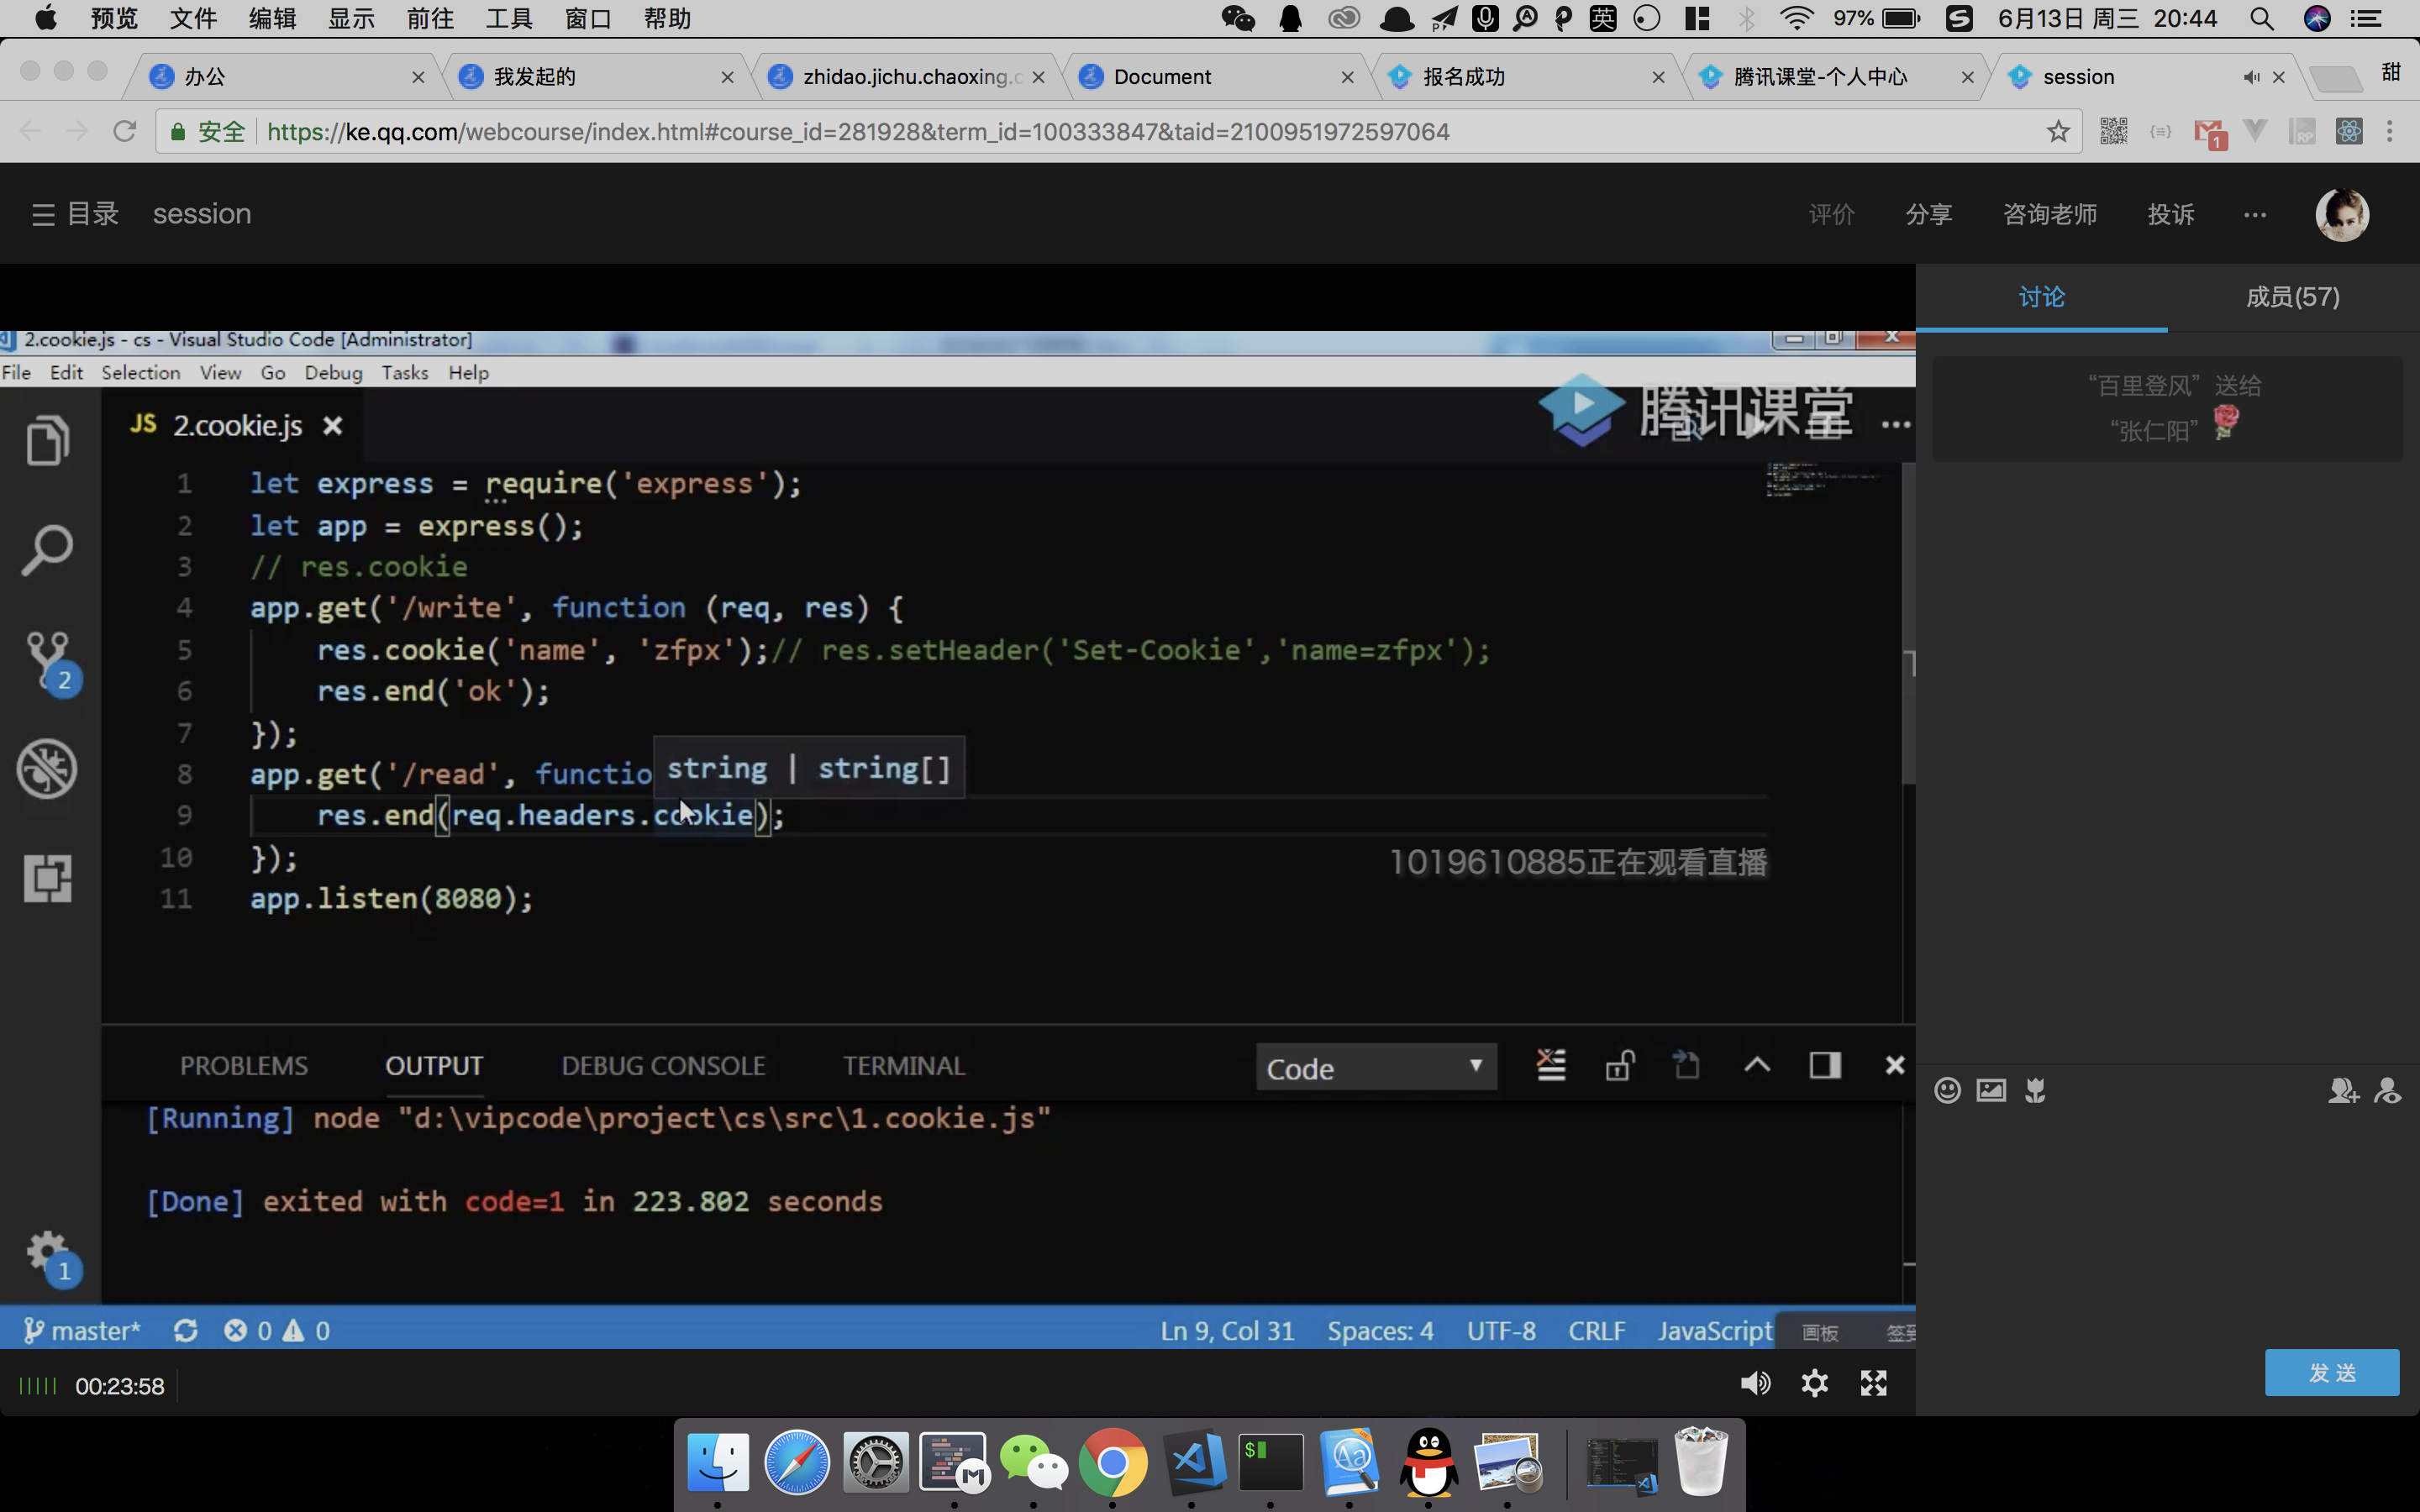 预览 文件 编辑 显示 前往 工具 窗口 帮助 英 97% 6月13日 周三 20:44
办公 我发起的 zhidao.jichu.chaoxing.c Document 报名成功 腾讯课堂-个人中心 session 甜
安全 https://ke.qq.com/webcourse/index.html#course_id=281928&term_id=100333847&taid=2100951972597064 1
目录 session 评价 分享 咨询老师 投诉 ···
讨论 成员(57)
2.cookie.js - cs - Visual Studio Code [Administrator]
File Edit Selection View Go Debug Tasks Help
“百里登风” 送给
“张仁阳”
JS 2.cookie.js
腾讯课堂
1 let express = require('express');
2 let app = express();
3 // res.cookie
4 app.get('/write', function (req, res) {
5 res.cookie('name', 'zfpx');// res.setHeader('Set-Cookie','name=zfpx');
6 res.end('ok');
7 });
string | string[]
8 app.get('/read', functio
9 res.end(req.headers.cookie);
10 });
11 app.listen(8080);
1019610885正在观看直播
2
PROBLEMS OUTPUT DEBUG CONSOLE TERMINAL Code
[Running] node "d:\vipcode\project\cs\src\1.cookie.js"
[Done] exited with code=1 in 223.802 seconds
1
master* 0 0 Ln 9, Col 31 Spaces: 4 UTF-8 CRLF JavaScript 画板 签到
00:23:58
发送